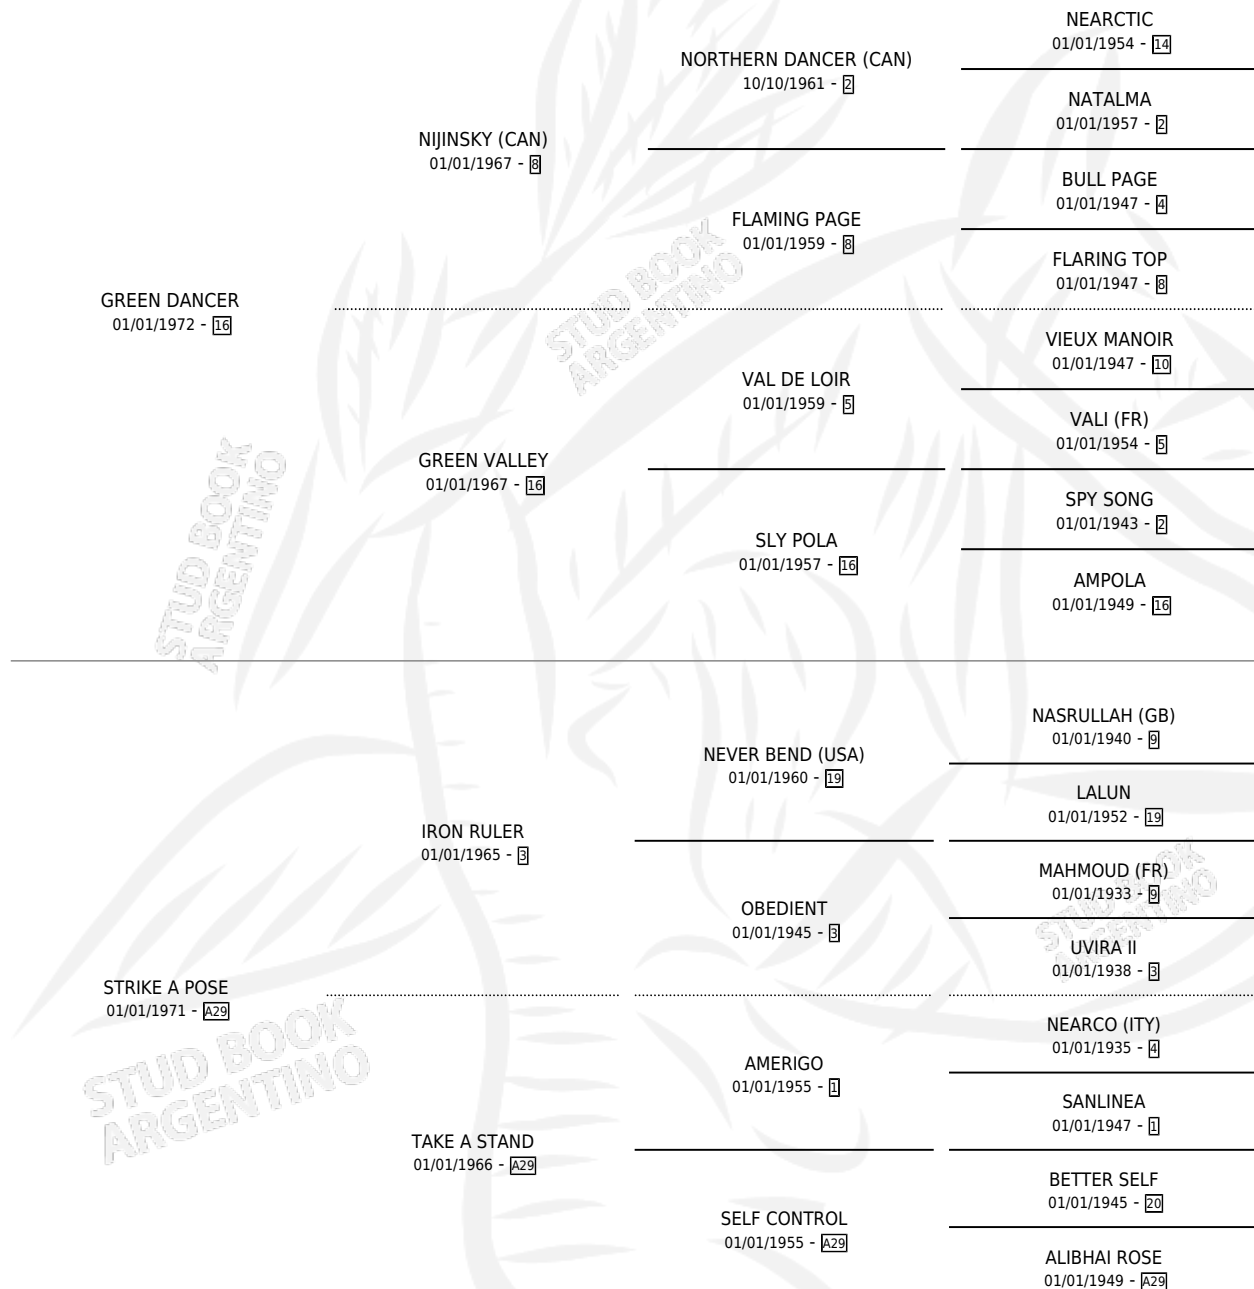 GREEN DANCER
01/01/1972 - 16
NIJINSKY (CAN)
01/01/1967 - 8
NORTHERN DANCER (CAN)
10/10/1961 - 2
NEARCTIC
01/01/1954 - 14
NATALMA
01/01/1957 - 2
FLAMING PAGE
01/01/1959 - 8
BULL PAGE
01/01/1947 - 4
FLARING TOP
01/01/1947 - 8
GREEN VALLEY
01/01/1967 - 16
VAL DE LOIR
01/01/1959 - 5
VIEUX MANOIR
01/01/1947 - 10
VALI (FR)
01/01/1954 - 5
SLY POLA
01/01/1957 - 16
SPY SONG
01/01/1943 - 2
AMPOLA
01/01/1949 - 16
STRIKE A POSE
01/01/1971 - A29
IRON RULER
01/01/1965 - 3
NEVER BEND (USA)
01/01/1960 - 19
NASRULLAH (GB)
01/01/1940 - 9
LALUN
01/01/1952 - 19
OBEDIENT
01/01/1945 - 3
MAHMOUD (FR)
01/01/1933 - 9
UVIRA II
01/01/1938 - 3
TAKE A STAND
01/01/1966 - A29
AMERIGO
01/01/1955 - 1
NEARCO (ITY)
01/01/1935 - 4
SANLINEA
01/01/1947 - 1
SELF CONTROL
01/01/1955 - A29
BETTER SELF
01/01/1945 - 20
ALIBHAI ROSE
01/01/1949 - A29
STUD BOOK
ARGENTINO
STUD BOOK
ARGENTINO
STUD BOOK
ARGENTINO
STUD BOOK
ARGENTINO